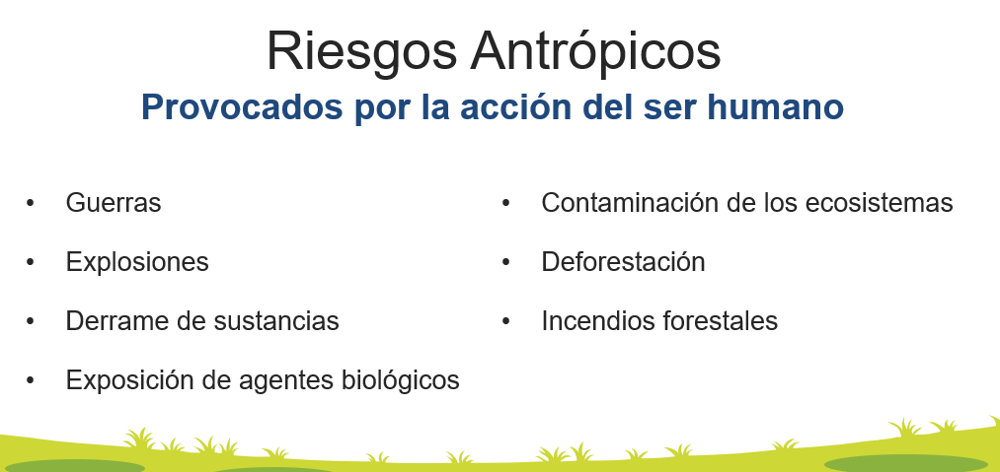 Riesgos Antrópicos
Provocados por la acción del ser humano
• Guerras
• Explosiones
• Derrame de sustancias
• Exposición de agentes biológicos
• Contaminación de los ecosistemas
• Deforestación
• Incendios forestales